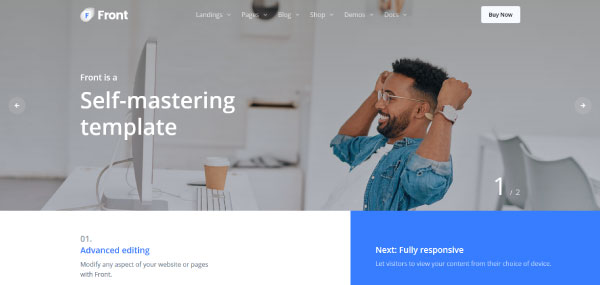 Front
Landings
Pages
Blog
Shop
Demos
Docs
Buy Now
Front is a
Self-mastering
template
1 / 2
01.
Advanced editing
Modify any aspect of your website or pages
with Front.
Next: Fully responsive
Let visitors to view your content from their choice of device.